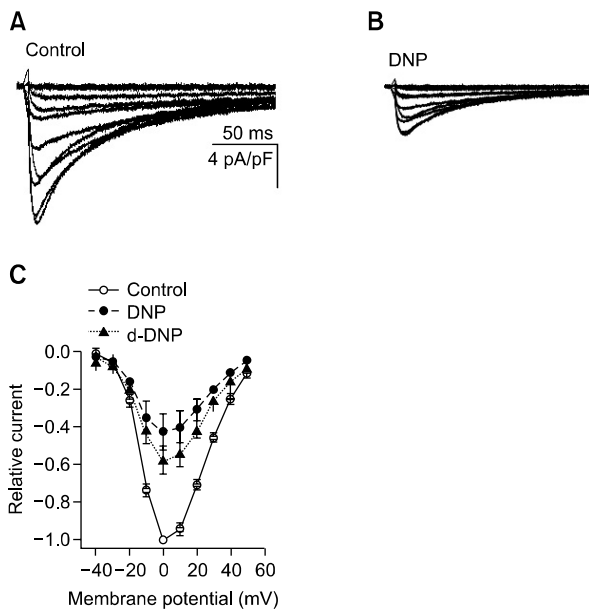 A
Control
50 ms
4 pA/pF
B
DNP
C
Control
DNP
d-DNP
0.0
−0.2
−0.4
−0.6
−0.8
−1.0
Relative current
−40 −20 0 20 40 60
Membrane potential (mV)